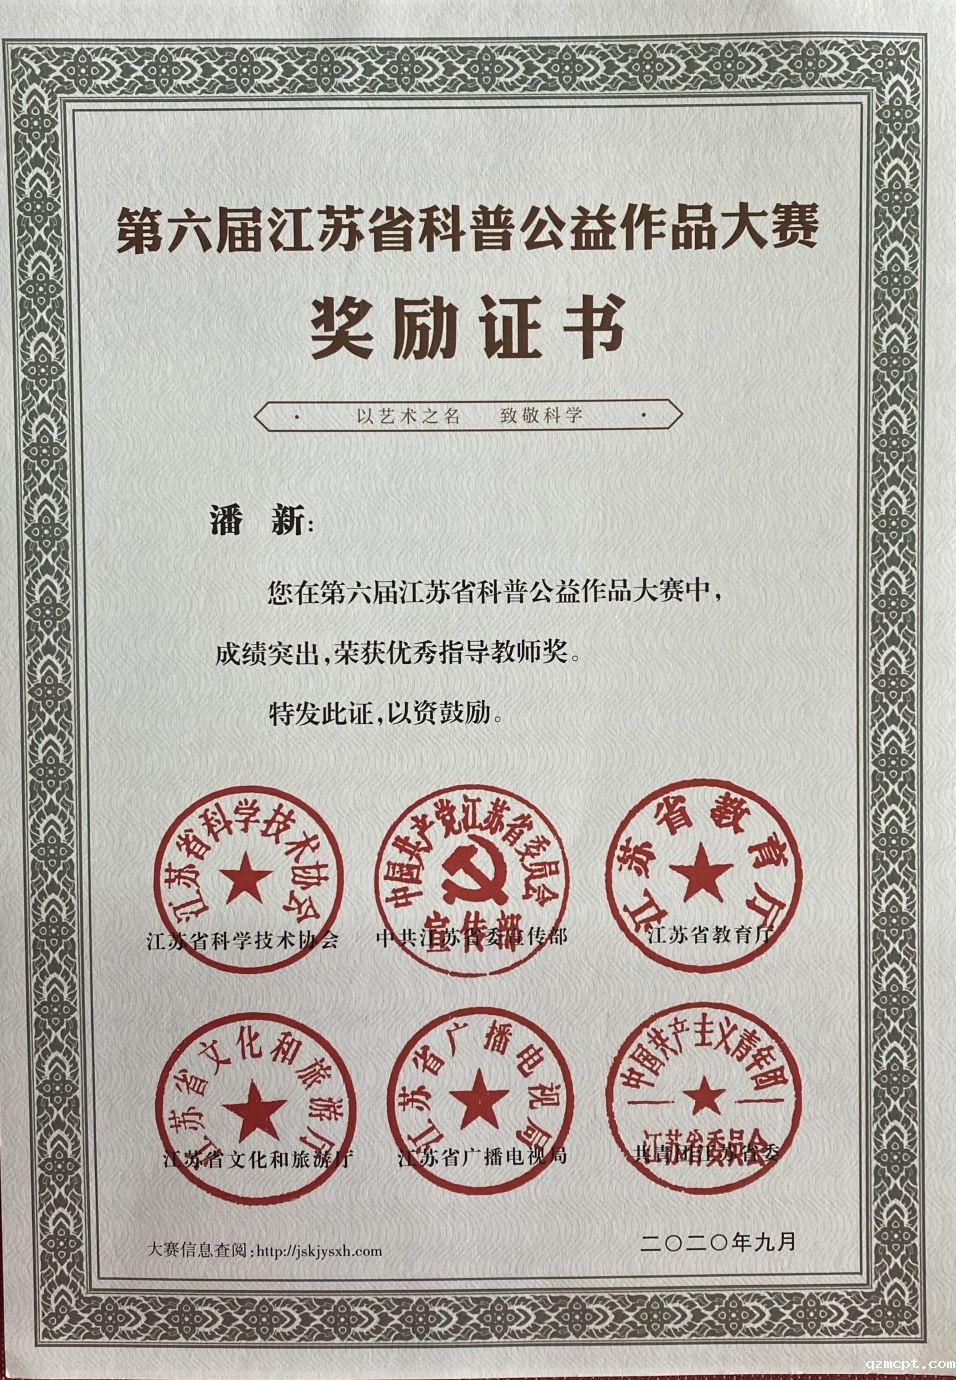 第六届江苏省科普公益作品大赛
奖励证书
· 以艺术之名 致敬科学 ·
潘 新:
您在第六届江苏省科普公益作品大赛中,
成绩突出,荣获优秀指导教师奖。
特发此证,以资鼓励。
江苏省科学技术协会
中国共产党江苏省委员会
宣传部
江苏省教育厅
江苏省科学技术协会
中共江苏省委宣传部
江苏省教育厅
江苏省文化和旅游厅
江苏省广播电视局
中国共产主义青年团
江苏省委员会
江苏省文化和旅游厅
江苏省广播电视局
共青团江苏省委
大赛信息查阅:http://jskjysxh.com
二〇二〇年九月
qzmcpt.com